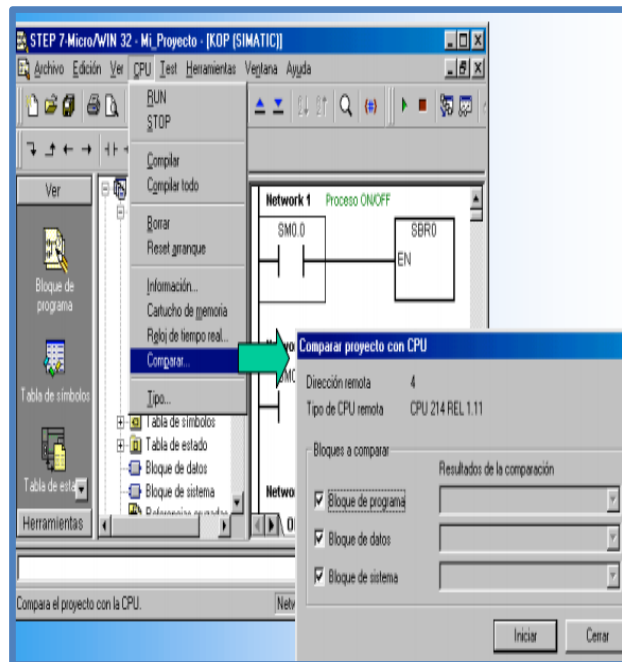 STEP 7-Micro/WIN 32 - Mi_Proyecto - [KOP (SIMATIC)]
Archivo Edición Ver CPU Test Herramientas Ventana Ayuda
RUN
STOP
Compilar
Compilar todo
Borrar
Reset arranque
Información...
Cartucho de memoria
Reloj de tiempo real...
Comparar...
Tipo...
Ver
Bloque de programa
Tabla de símbolos
Tabla de esta
Herramientas
Tabla de símbolos
Tabla de estado
Bloque de datos
Bloque de sistema
Referencias cruzadas
Network 1 Proceso ON/OFF
SM0.0
SBR0
EN
Netwo
Compara el proyecto con la CPU.
Netw
Comparar proyecto con CPU
Dirección remota 4
Tipo de CPU remota CPU 214 REL 1.11
Bloques a comparar
Resultados de la comparación
Bloque de programa
Bloque de datos
Bloque de sistema
Iniciar Cerrar